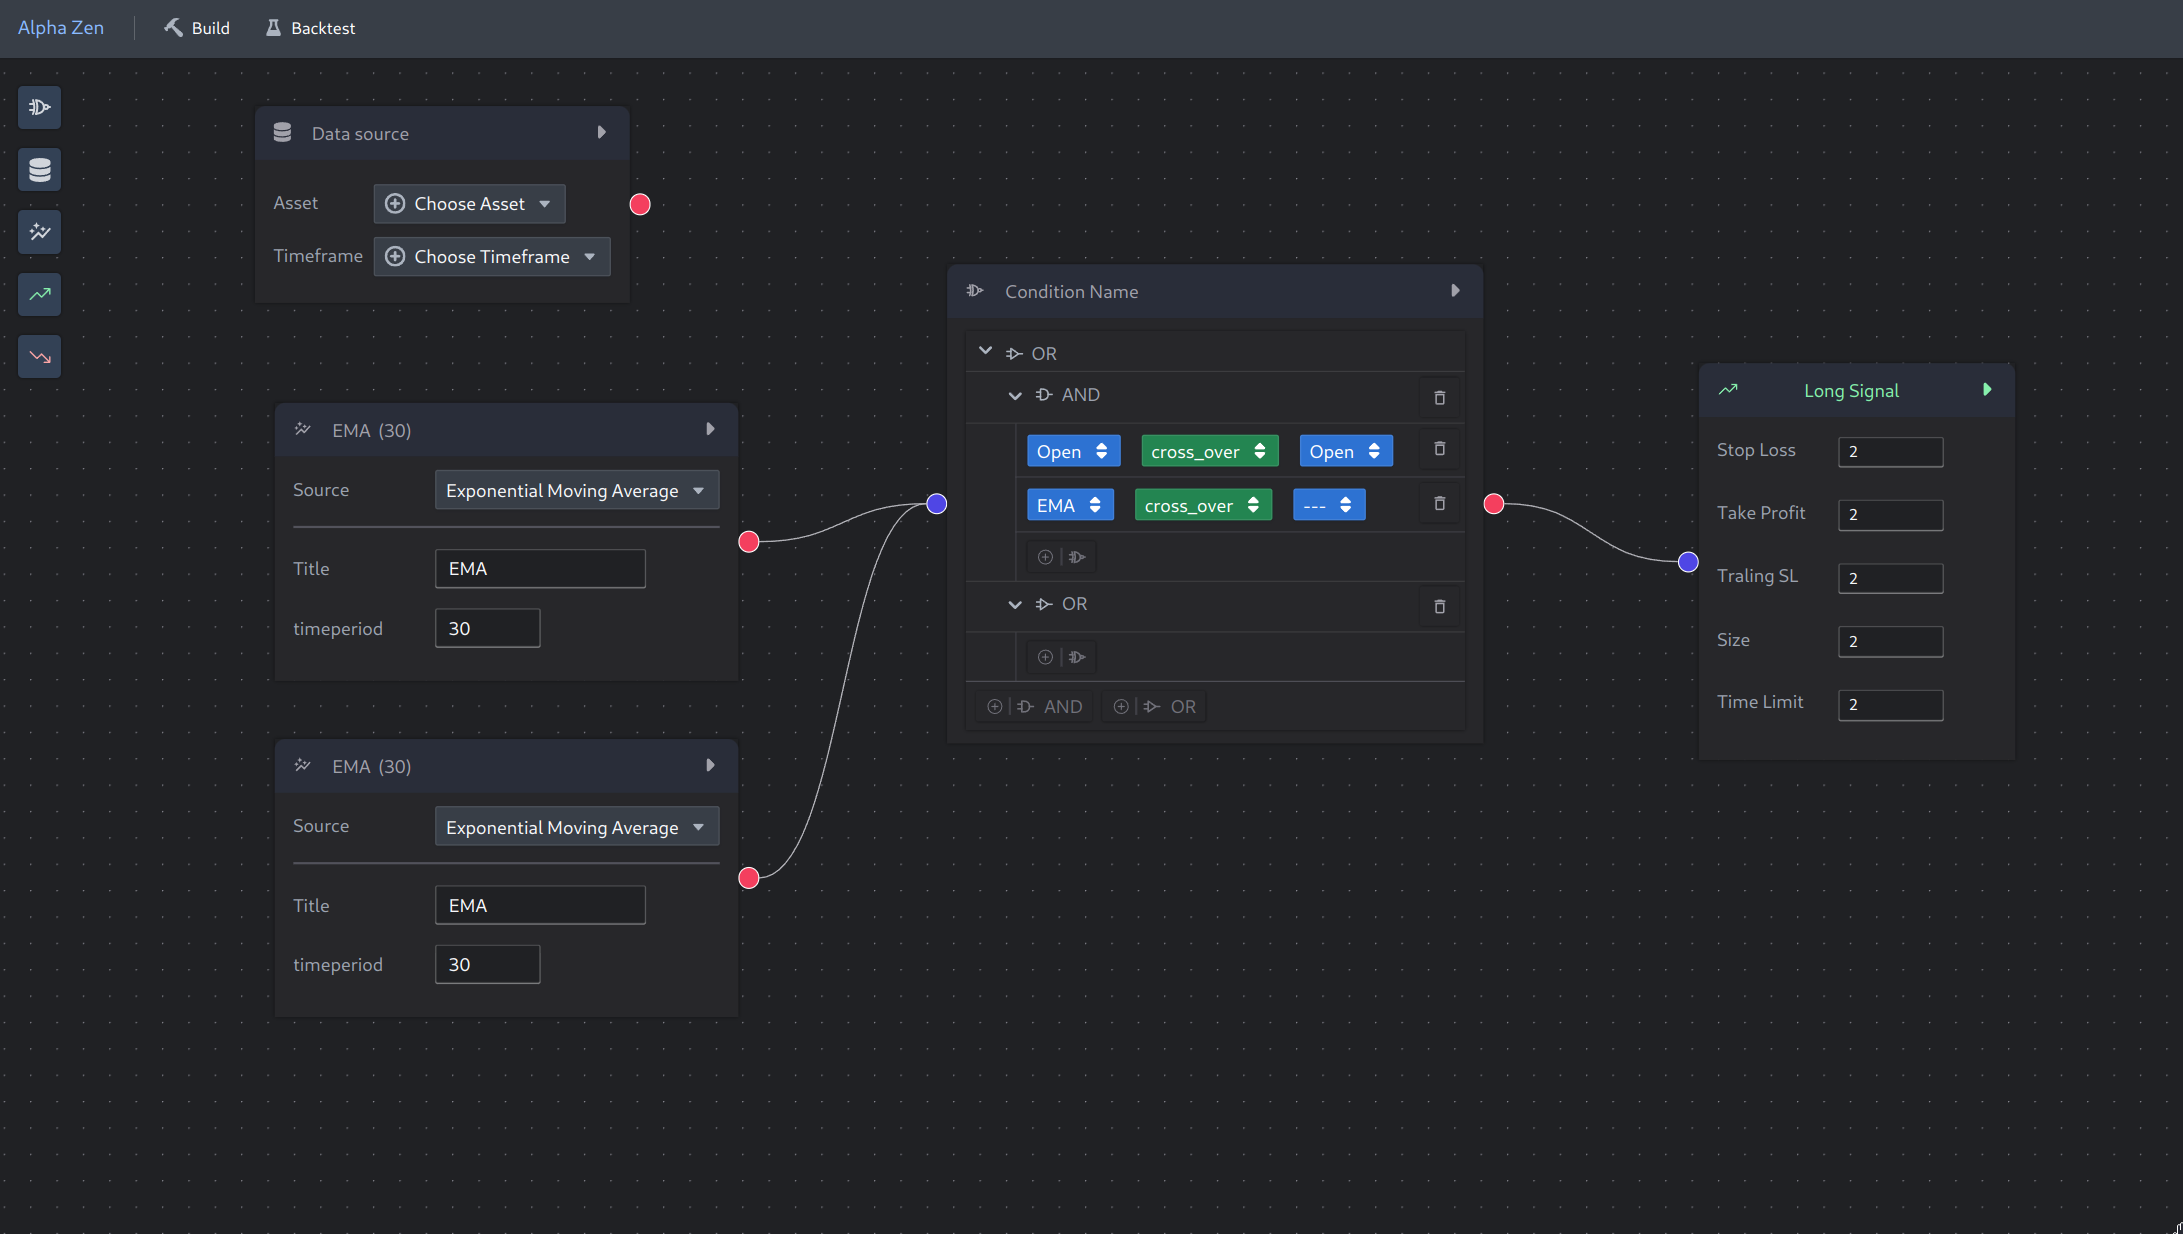 Alpha Zen
Build
Backtest
Data source
Asset
Choose Asset
Timeframe
Choose Timeframe
EMA (30)
Source
Exponential Moving Average
Title
EMA
timeperiod
30
EMA (30)
Source
Exponential Moving Average
Title
EMA
timeperiod
30
Condition Name
OR
AND
Open cross_over Open
EMA cross_over ---
OR
AND OR
Long Signal
Stop Loss 2
Take Profit 2
Traling SL 2
Size 2
Time Limit 2